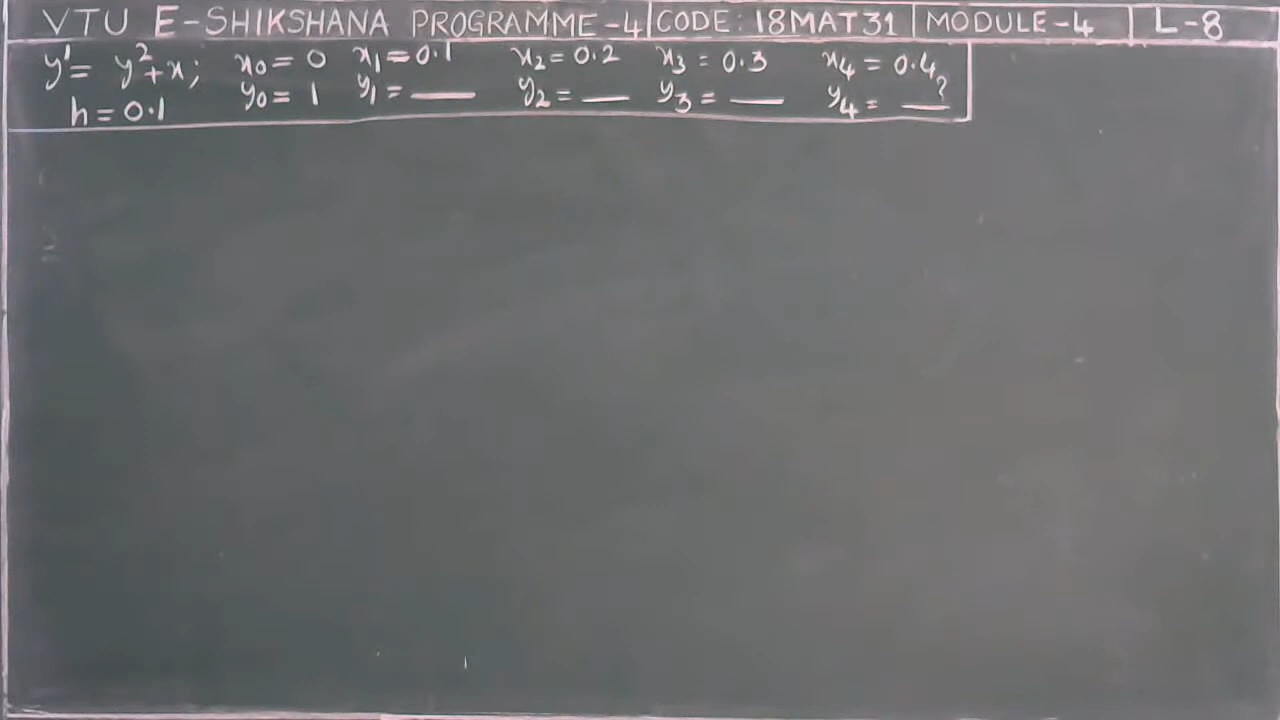 VTU E-SHIKSHANA PROGRAMME-4 | CODE: 18MAT31 | MODULE-4 | L-8
y' = y² + x; x₀ = 0 x₁ = 0.1 x₂ = 0.2 x₃ = 0.3 x₄ = 0.4
h = 0.1 y₀ = 1 y₁ = ___ y₂ = ___ y₃ = ___ y₄ = ___?